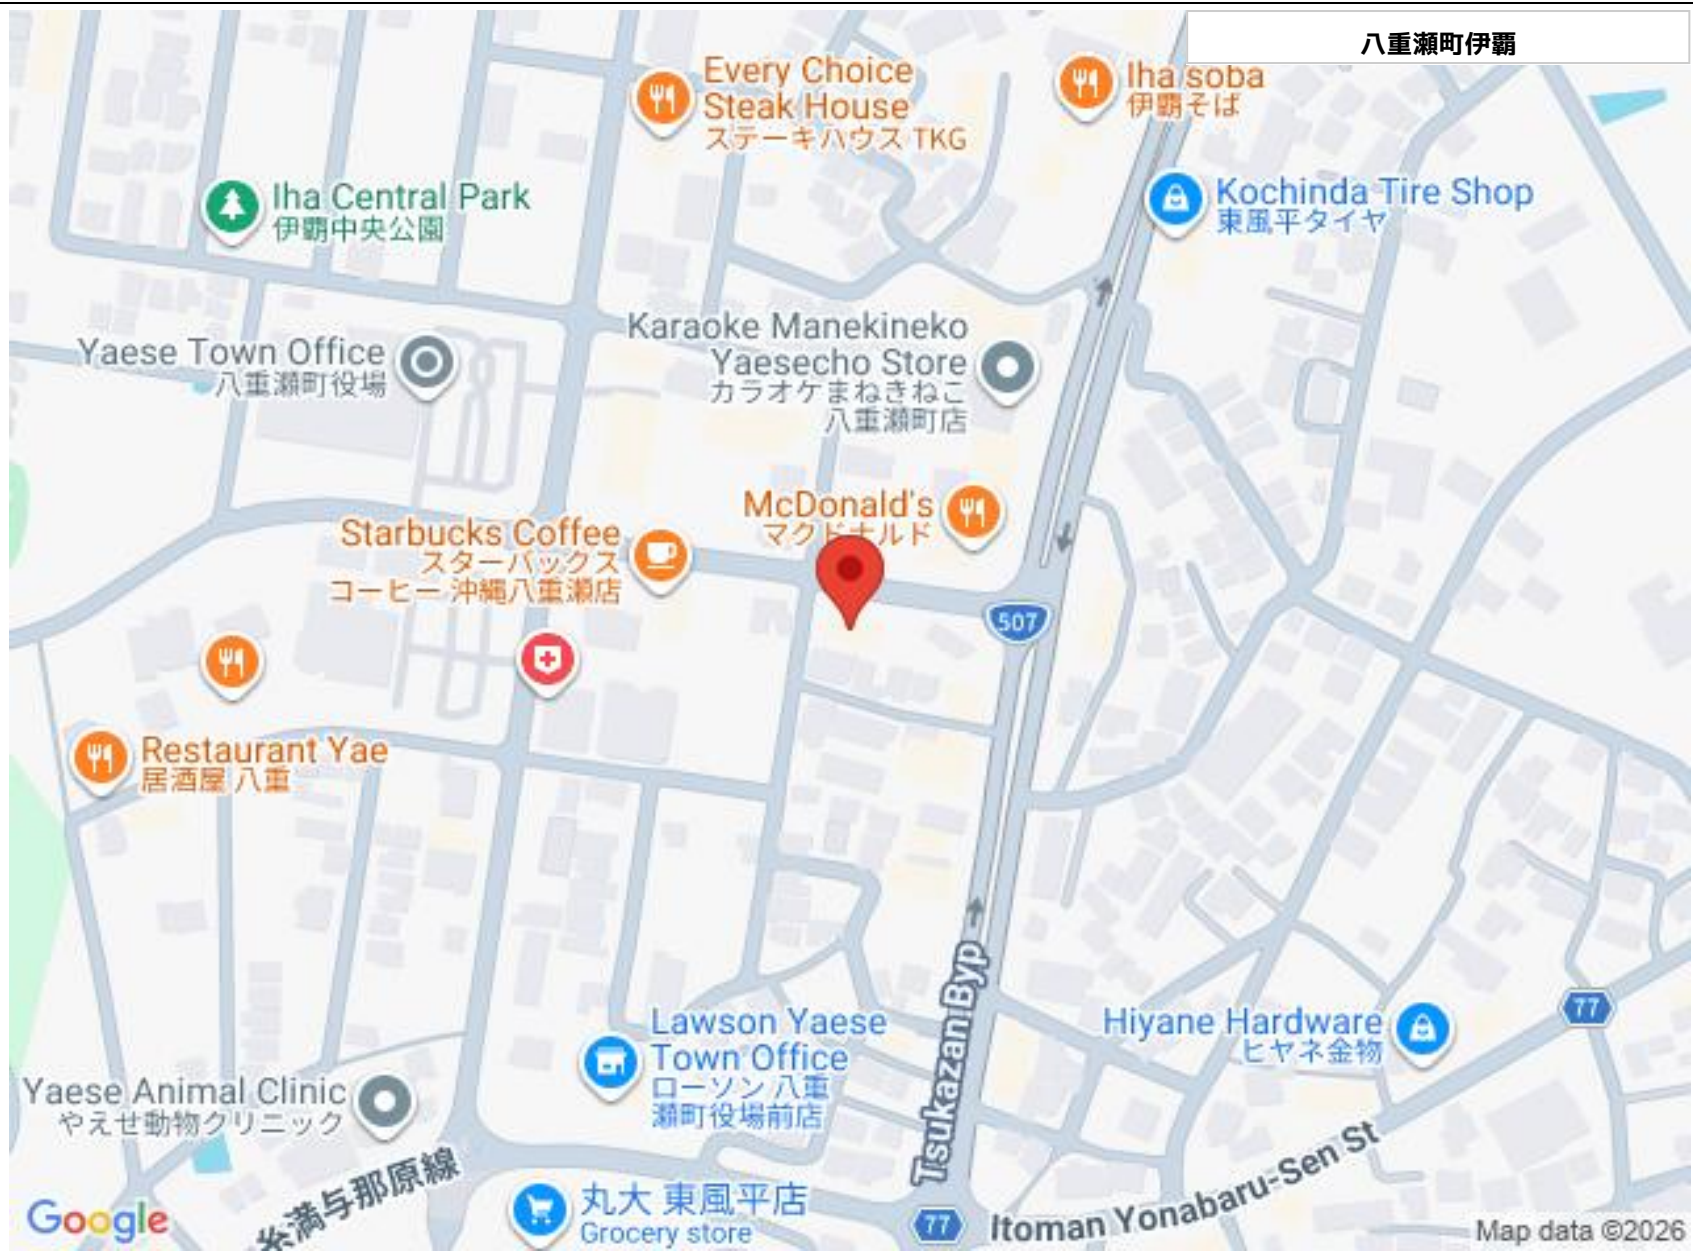 八重瀬町伊覇
Every Choice
Steak House
ステーキハウス TKG
Iha soba
伊覇そば
Iha Central Park
伊覇中央公園
Kochinda Tire Shop
東風平タイヤ
Yaese Town Office
八重瀬町役場
Karaoke Manekineko
Yaesecho Store
カラオケまねきねこ
八重瀬町店
McDonald's
マクドナルド
Starbucks Coffee
スターバックス
コーヒー 沖縄八重瀬店
507
Restaurant Yae
居酒屋 八重
Tsukazan Byp
Lawson Yaese
Town Office
ローソン 八重
瀬町役場前店
Hiyane Hardware
ヒヤネ金物
77
Yaese Animal Clinic
やえせ動物クリニック
糸満与那原線
丸大 東風平店
Grocery store
77
Itoman Yonabaru-Sen St
Google
Map data ©2026